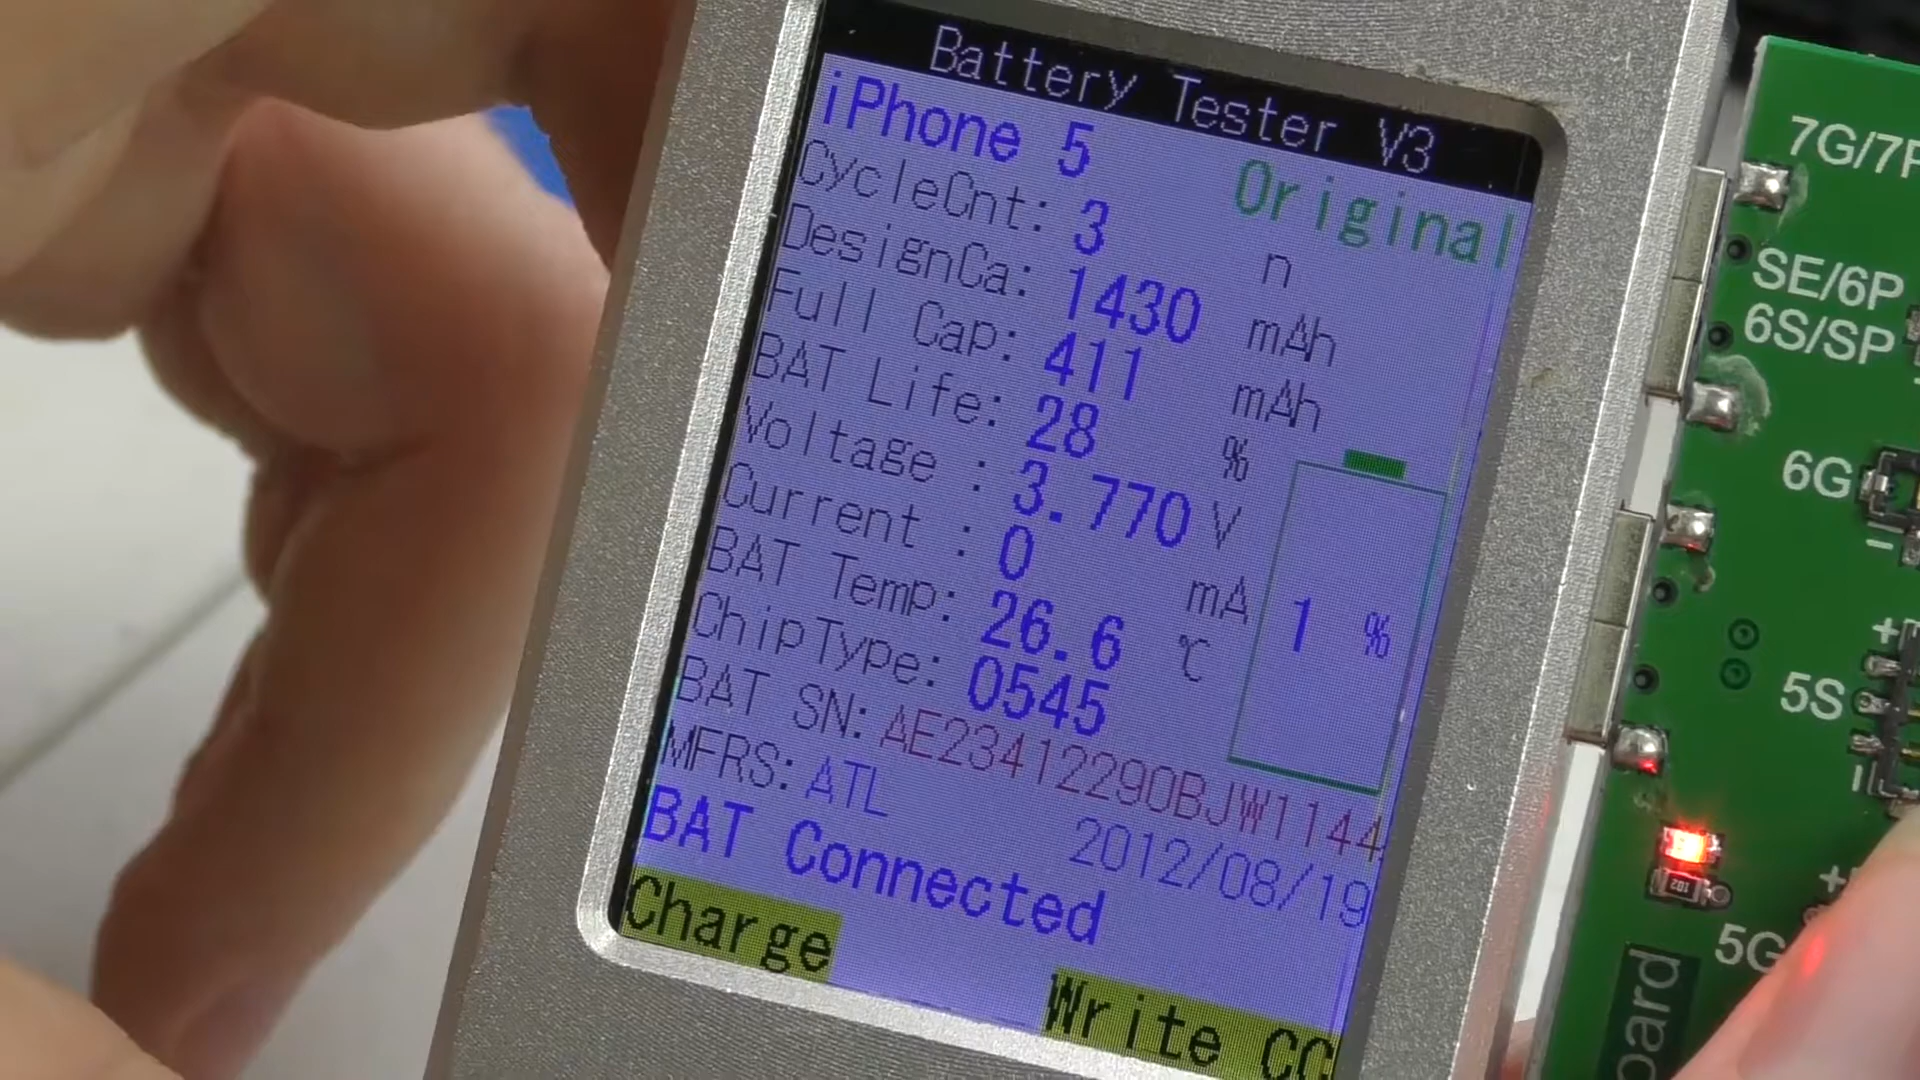 Battery Tester V3
iPhone 5 Original
CycleCnt: 3 n
DesignCa: 1430 mAh
Full Cap: 411 mAh
BAT Life: 28 %
Voltage : 3.770 V
Current : 0 mA
BAT Temp: 26.6 ℃
ChipType: 0545
BAT SN: AE23412290BJW1144
MFRS: ATL 2012/08/19
BAT Connected
Charge Write CC
1 %
7G/7P
SE/6P
6S/SP
6G
5S
5G
102